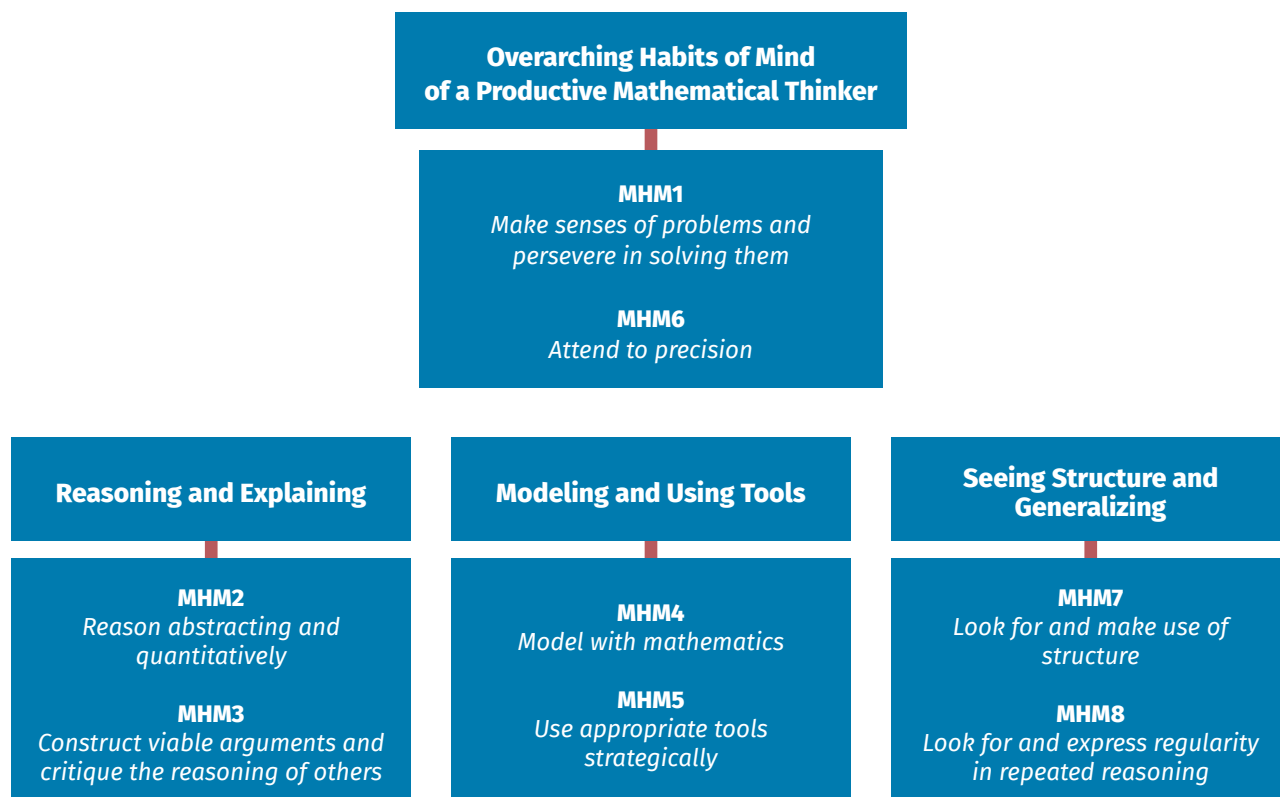 Overarching Habits of Mind
of a Productive Mathematical Thinker
MHM1
Make senses of problems and
persevere in solving them
MHM6
Attend to precision
Reasoning and Explaining
MHM2
Reason abstracting and
quantitatively
MHM3
Construct viable arguments and
critique the reasoning of others
Modeling and Using Tools
MHM4
Model with mathematics
MHM5
Use appropriate tools
strategically
Seeing Structure and
Generalizing
MHM7
Look for and make use of
structure
MHM8
Look for and express regularity
in repeated reasoning